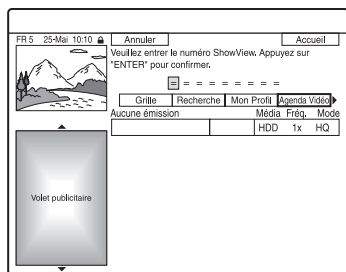 FR 5 25-Mai 10:10 Annuler Accueil
Veuillez entrer le numéro ShowView. Appuyez sur
"ENTER" pour confirmer.
= = = = = = = = =
Grille Recherche Mon Profil Agenda Vidéo
Aucune émission Média Fréq. Mode
HDD 1x HQ
Volet publicitaire